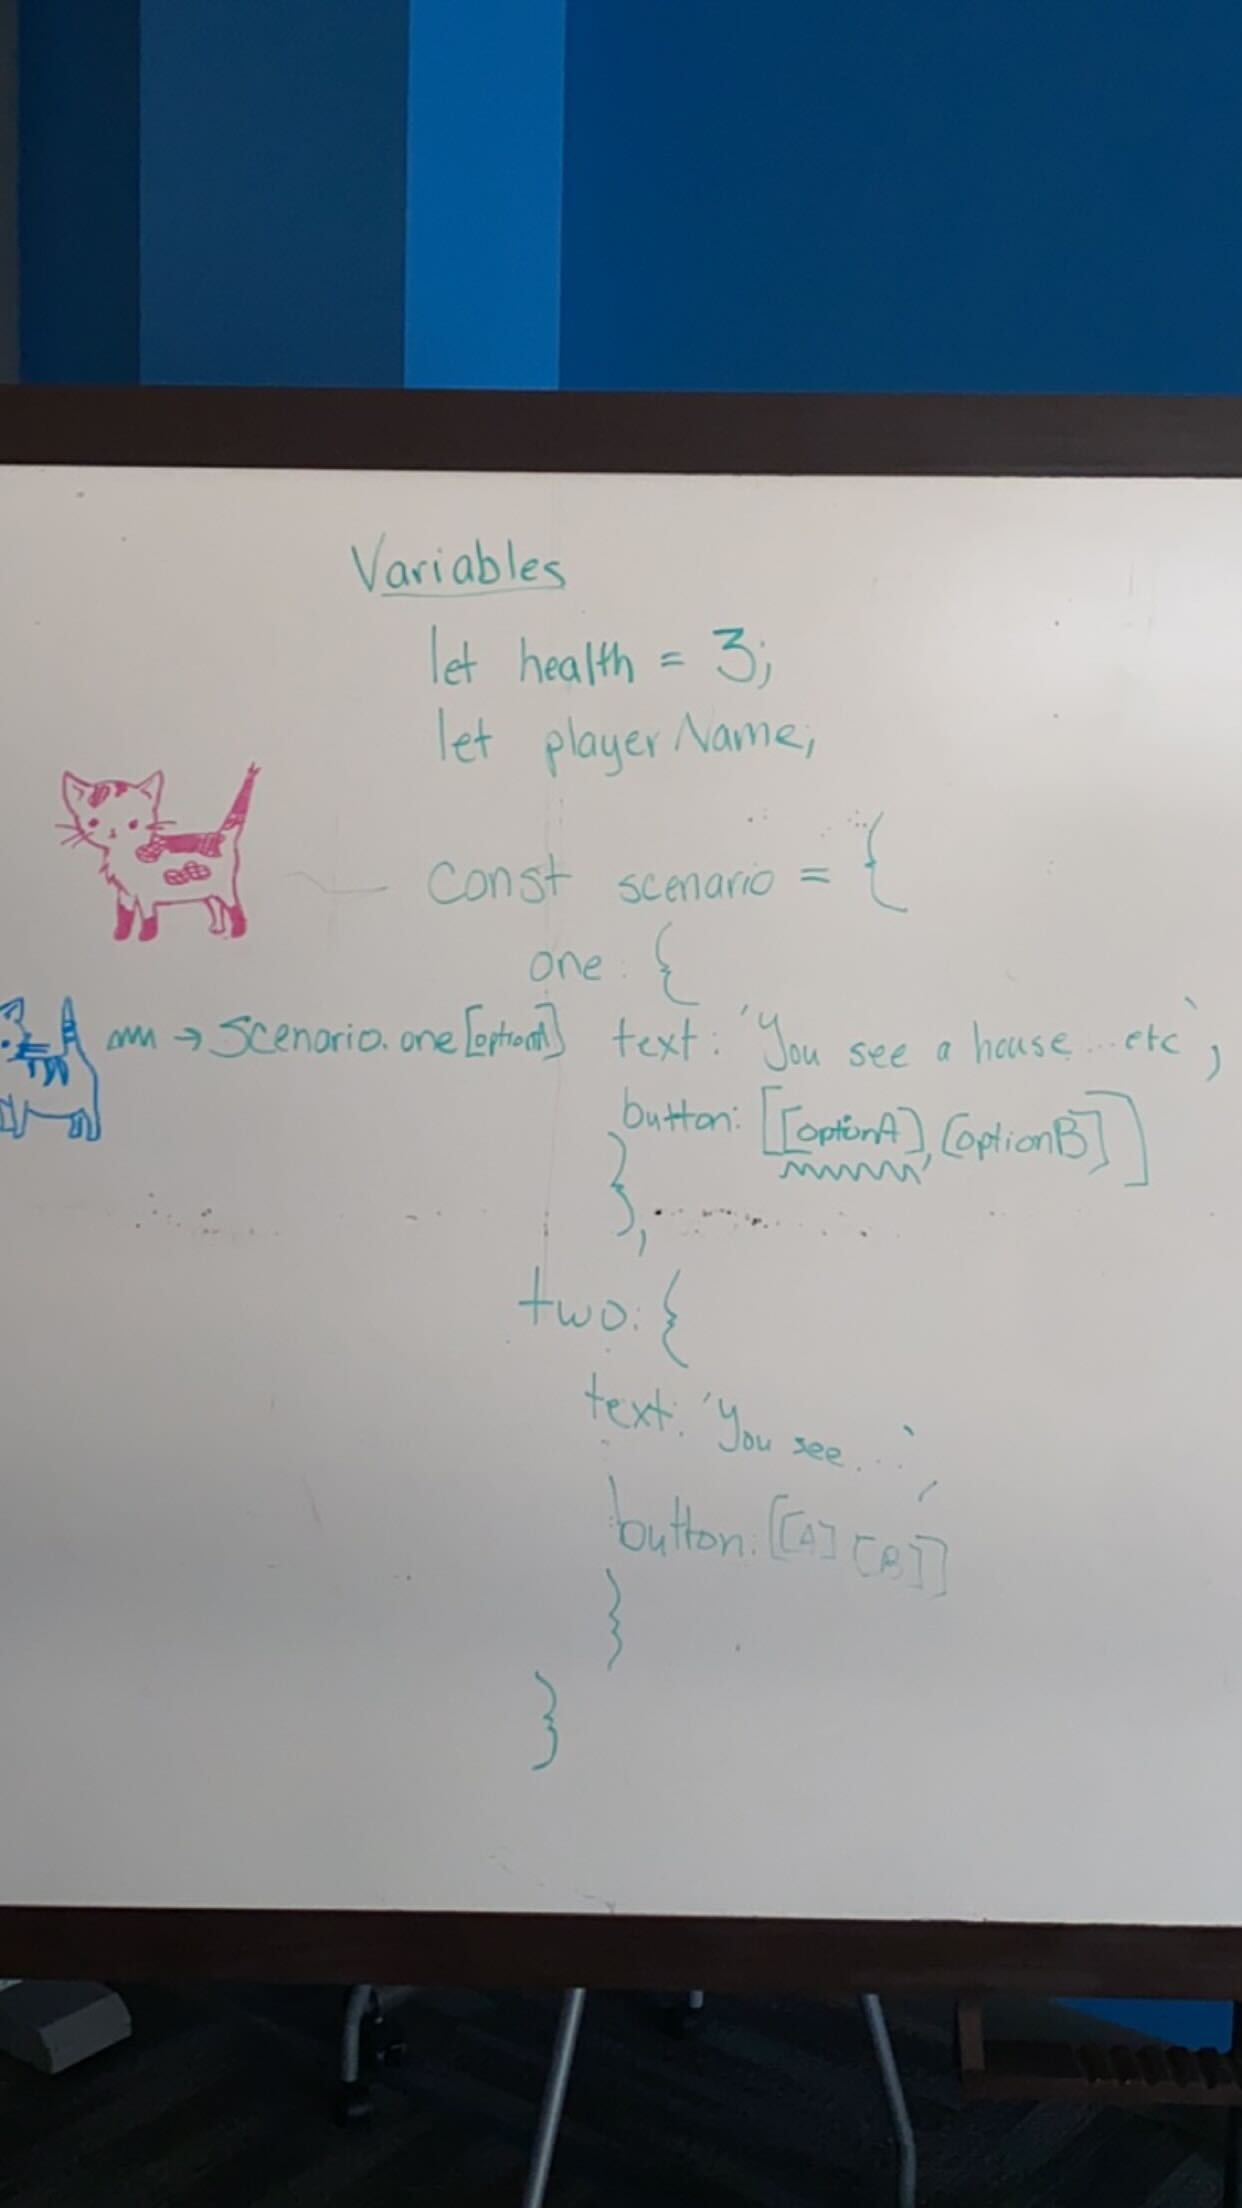 Variables
let health = 3;
let playerName;
const scenario = {
one: {
→ Scenario.one[optionA] text: 'You see a house...etc`,
button: [[optionA], [optionB]]
},
two: {
text: 'You see...`,
button: [[A] [B]]
}
}